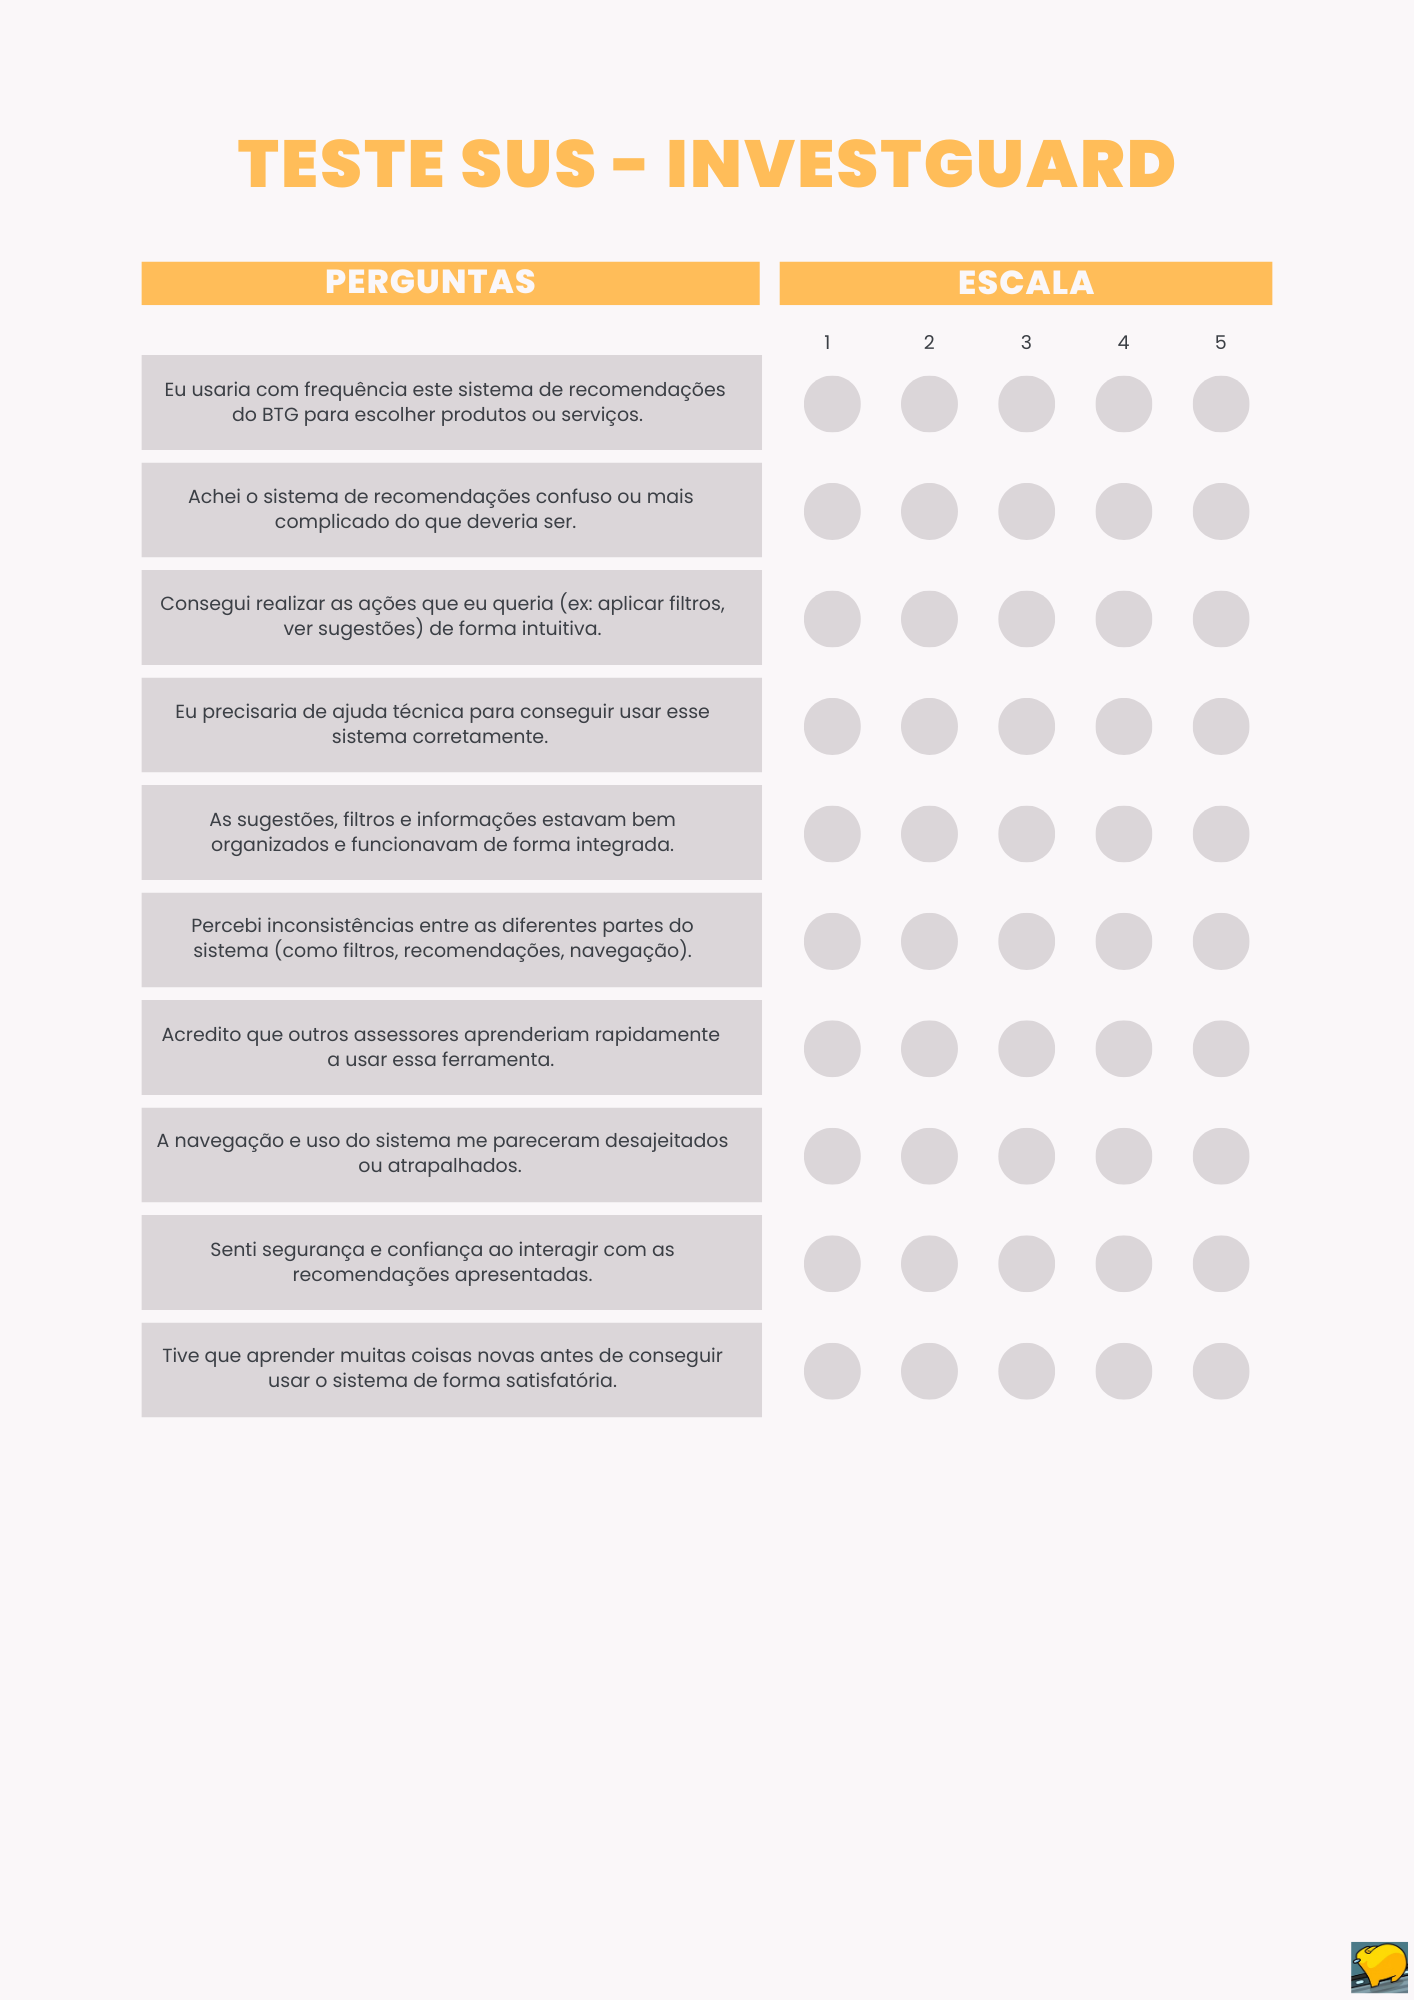 TESTE SUS - INVESTGUARD
PERGUNTAS
ESCALA
1 2 3 4 5
Eu usaria com frequência este sistema de recomendações
do BTG para escolher produtos ou serviços.
Achei o sistema de recomendações confuso ou mais
complicado do que deveria ser.
Consegui realizar as ações que eu queria (ex: aplicar filtros,
ver sugestões) de forma intuitiva.
Eu precisaria de ajuda técnica para conseguir usar esse
sistema corretamente.
As sugestões, filtros e informações estavam bem
organizados e funcionavam de forma integrada.
Percebi inconsistências entre as diferentes partes do
sistema (como filtros, recomendações, navegação).
Acredito que outros assessores aprenderiam rapidamente
a usar essa ferramenta.
A navegação e uso do sistema me pareceram desajeitados
ou atrapalhados.
Senti segurança e confiança ao interagir com as
recomendações apresentadas.
Tive que aprender muitas coisas novas antes de conseguir
usar o sistema de forma satisfatória.